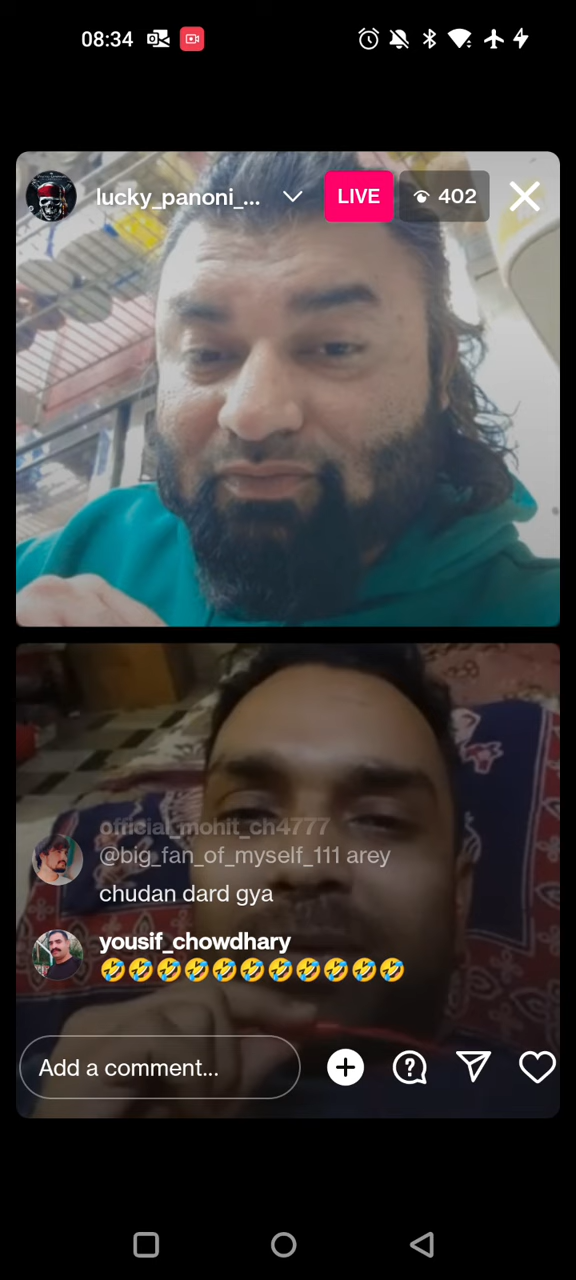 08:34
lucky_panoni_...
LIVE
402
official_mohit_ch4777
@big_fan_of_myself_111 arey
chudan dard gya
yousif_chowdhary
🤣🤣🤣🤣🤣🤣🤣🤣🤣🤣🤣
Add a comment...